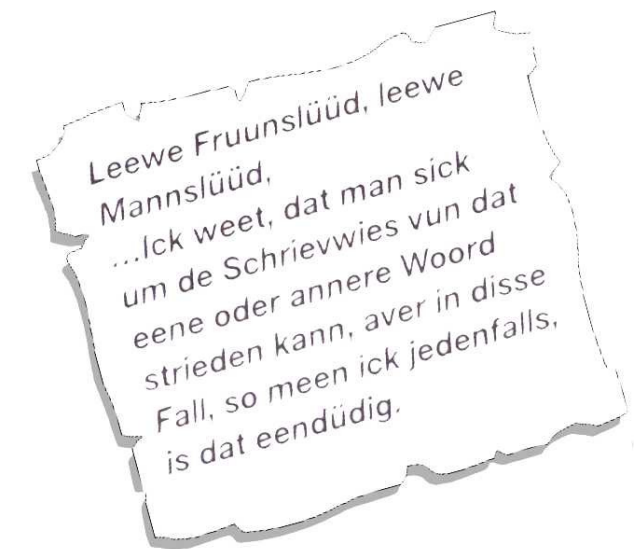 Leewe Fruunslüüd, leewe
Mannslüüd,
...Ick weet, dat man sick
um de Schrievwies vun dat
eene oder annere Woord
strieden kann, aver in disse
Fall, so meen ick jedenfalls,
is dat eendüdig.